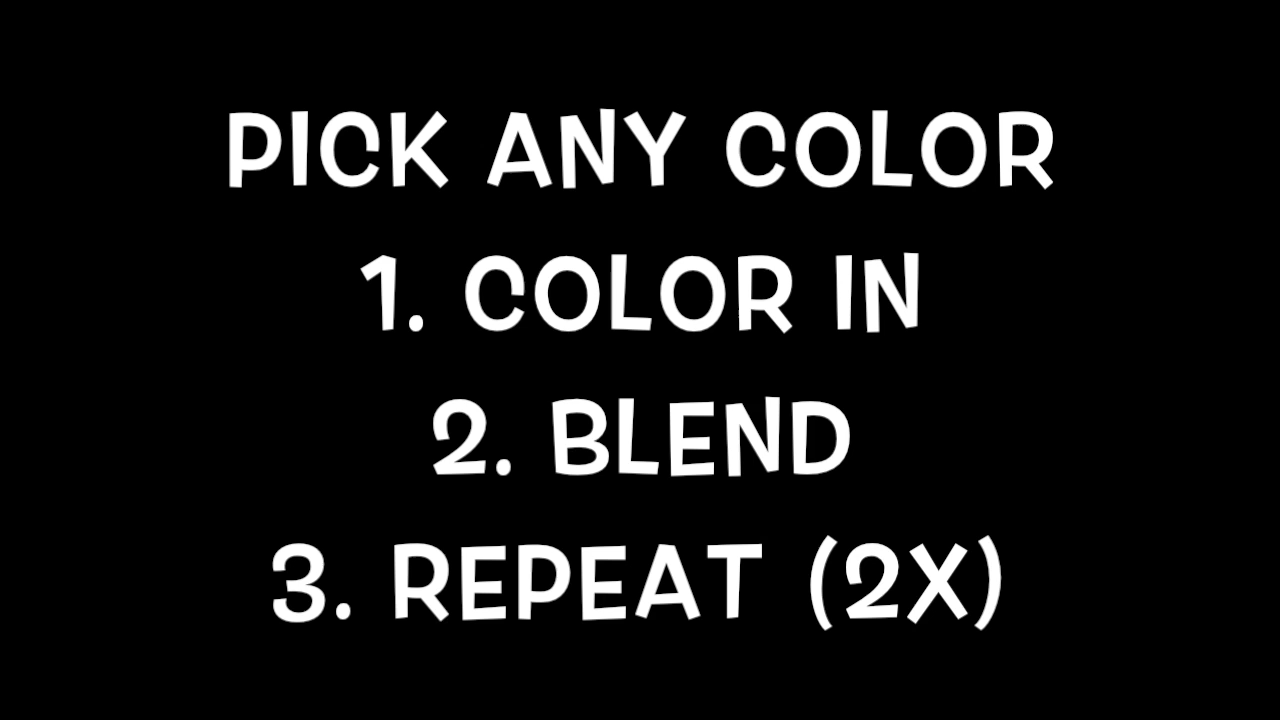 PICK ANY COLOR
1. COLOR IN
2. BLEND
3. REPEAT (2X)